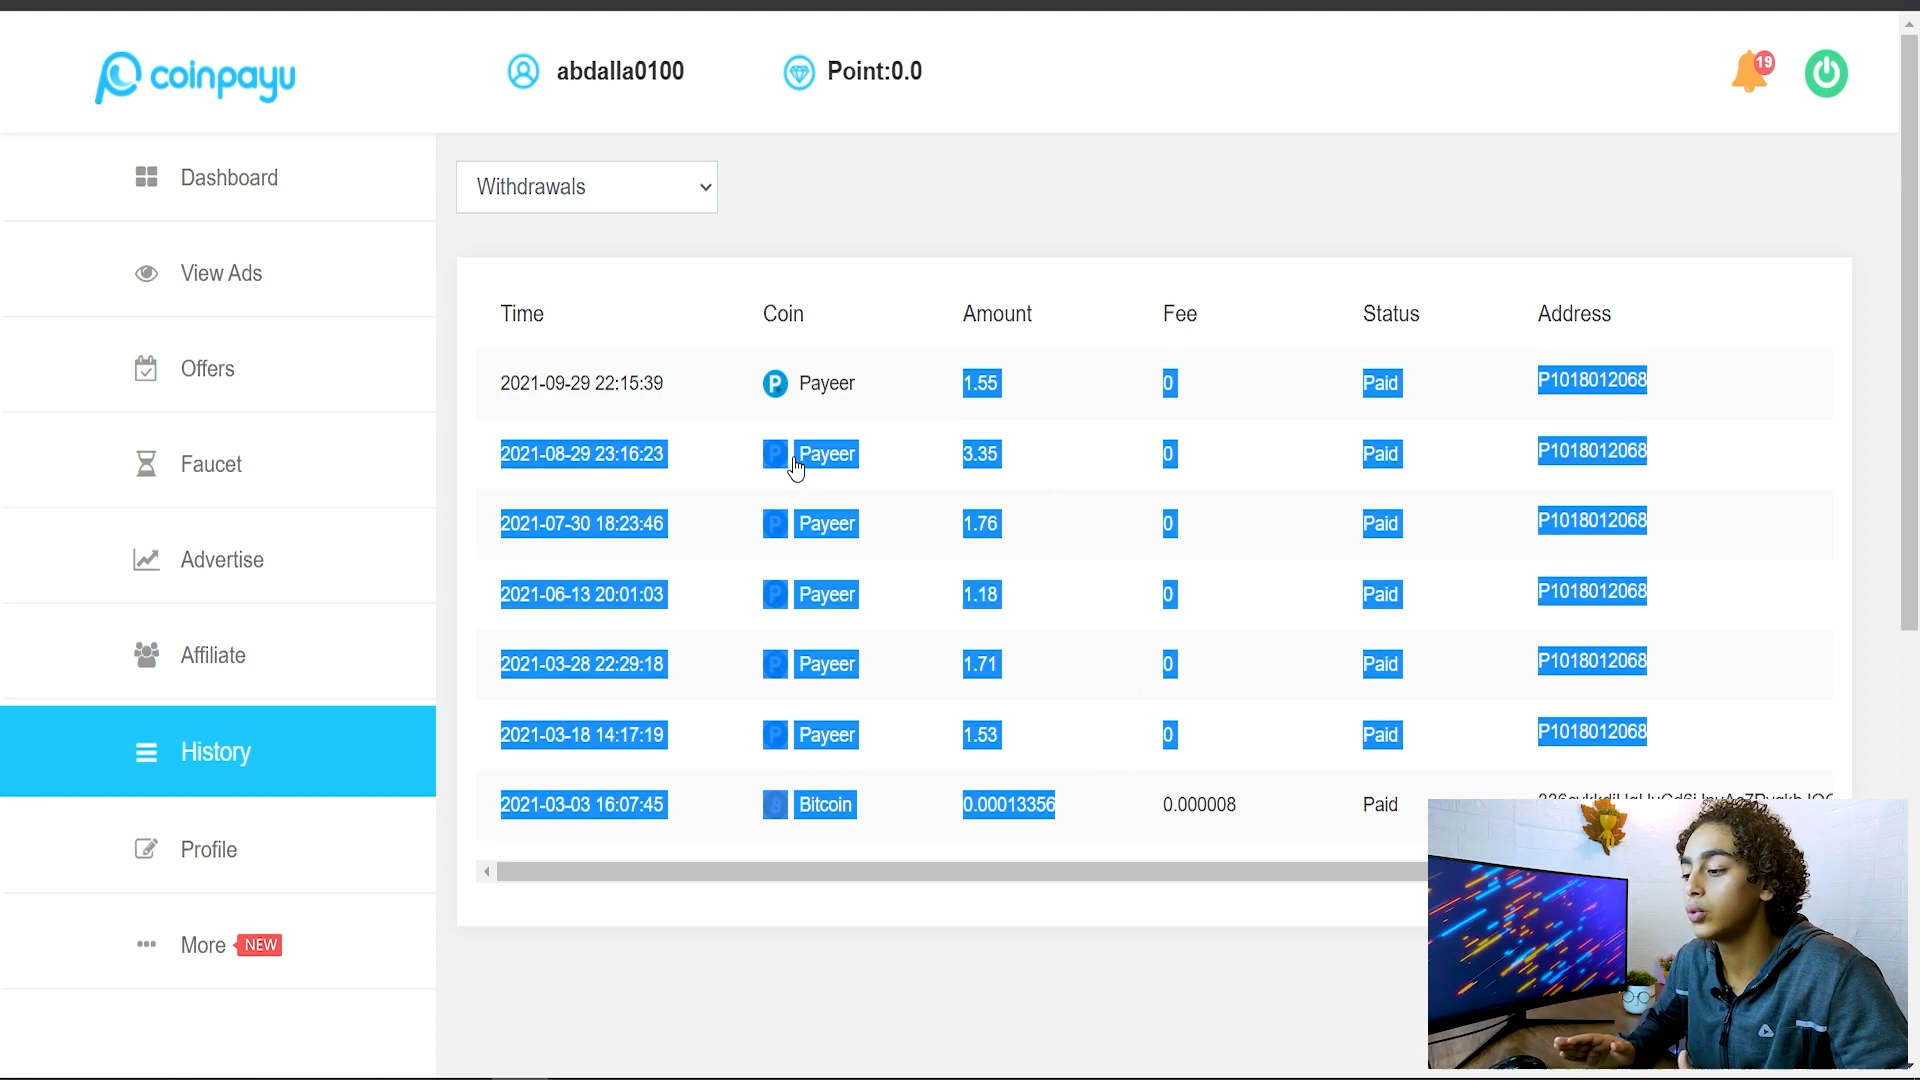 coinpayu
abdalla0100
Point:0.0
19
Dashboard
View Ads
Offers
Faucet
Advertise
Affiliate
History
Profile
More NEW
Withdrawals
Time Coin Amount Fee Status Address
2021-09-29 22:15:39 Payeer 1.55 0 Paid P1018012068
2021-08-29 23:16:23 Payeer 3.35 0 Paid P1018012068
2021-07-30 18:23:46 Payeer 1.76 0 Paid P1018012068
2021-06-13 20:01:03 Payeer 1.18 0 Paid P1018012068
2021-03-28 22:29:18 Payeer 1.71 0 Paid P1018012068
2021-03-18 14:17:19 Payeer 1.53 0 Paid P1018012068
2021-03-03 16:07:45 Bitcoin 0.00013356 0.000008 Paid